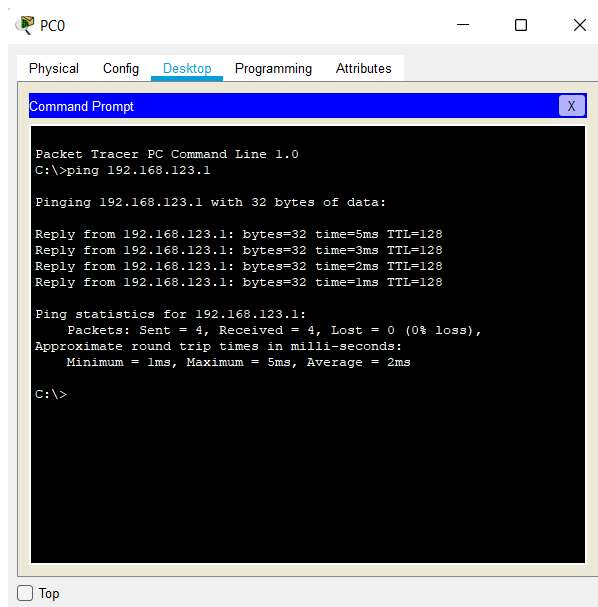 PC0
Physical Config Desktop Programming Attributes
Command Prompt X
Packet Tracer PC Command Line 1.0
C:\>ping 192.168.123.1
Pinging 192.168.123.1 with 32 bytes of data:
Reply from 192.168.123.1: bytes=32 time=5ms TTL=128
Reply from 192.168.123.1: bytes=32 time=3ms TTL=128
Reply from 192.168.123.1: bytes=32 time=2ms TTL=128
Reply from 192.168.123.1: bytes=32 time=1ms TTL=128
Ping statistics for 192.168.123.1:
    Packets: Sent = 4, Received = 4, Lost = 0 (0% loss),
Approximate round trip times in milli-seconds:
    Minimum = 1ms, Maximum = 5ms, Average = 2ms
C:\>
Top